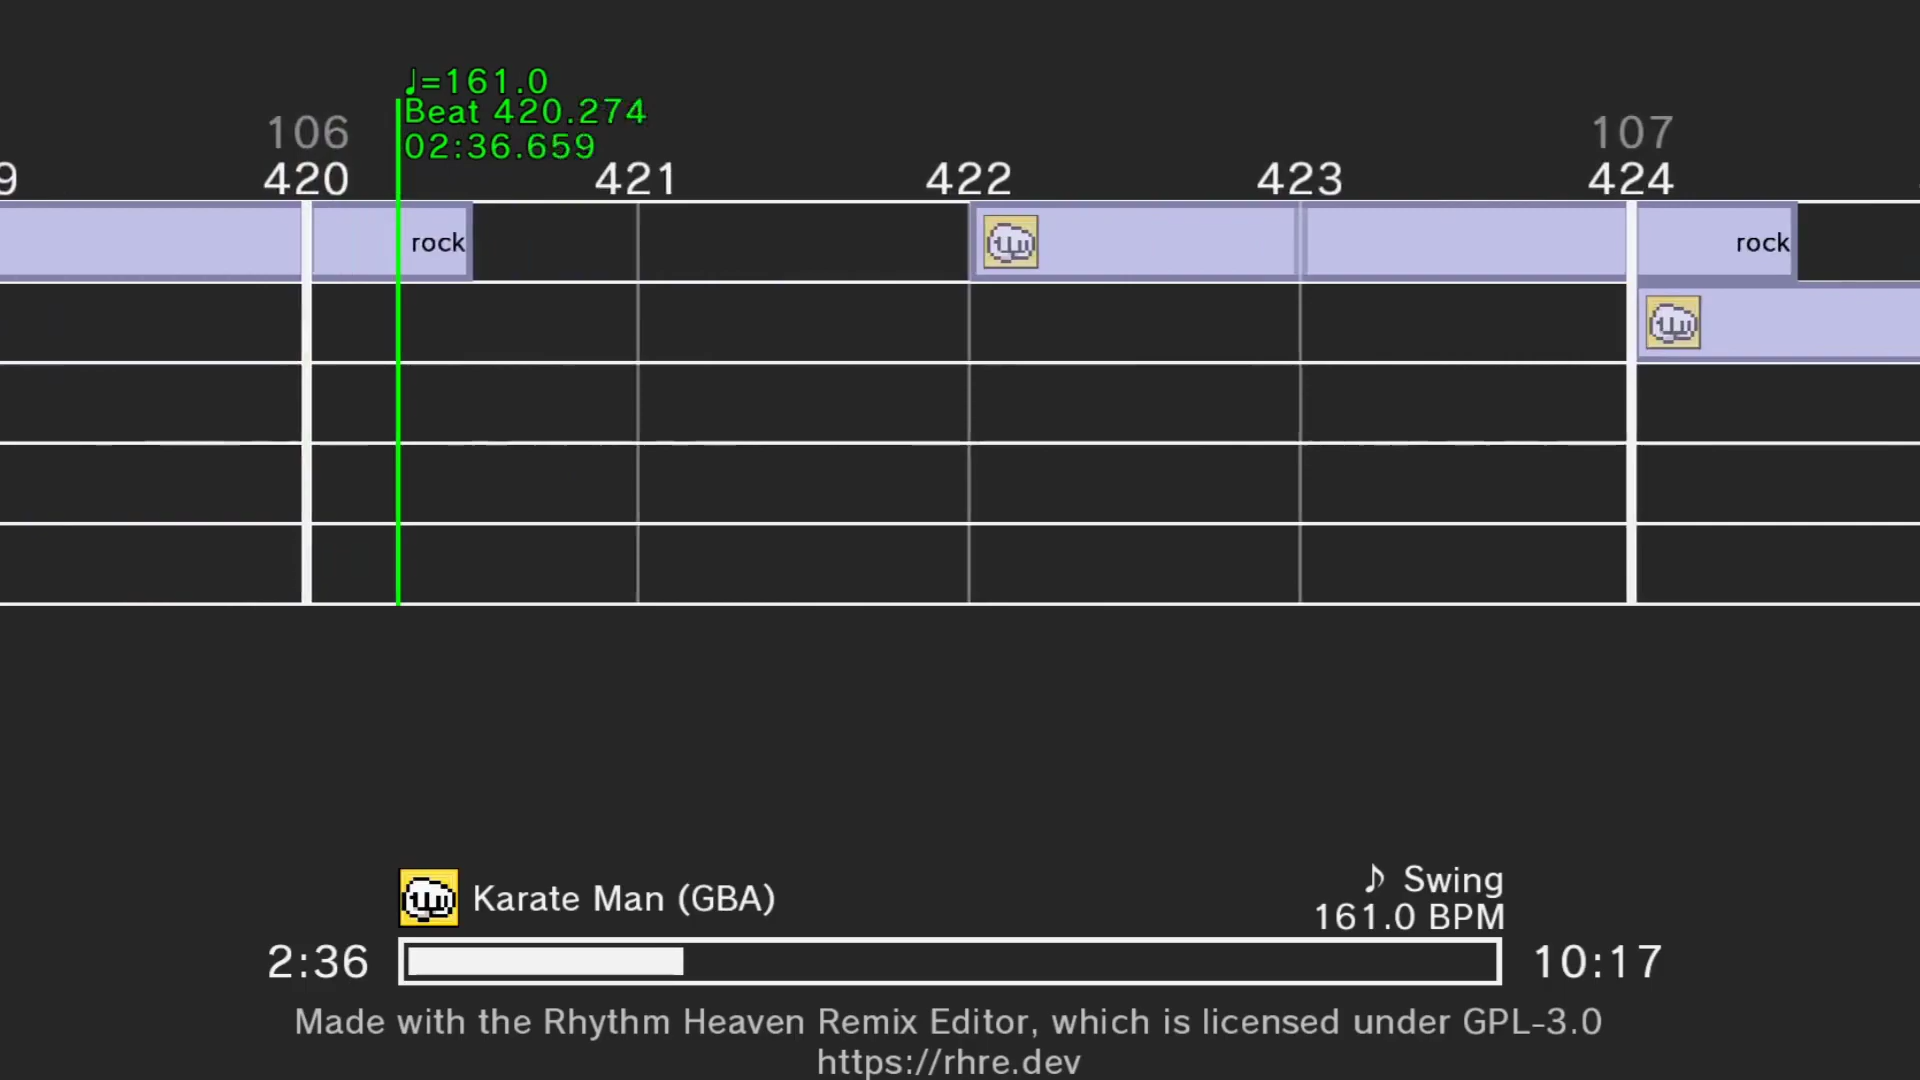 ♩=161.0
Beat 420.274
02:36.659
106 107
9 420 421 422 423 424
rock rock
Karate Man (GBA)
♪ Swing
161.0 BPM
2:36 10:17
Made with the Rhythm Heaven Remix Editor, which is licensed under GPL-3.0
https://rhre.dev